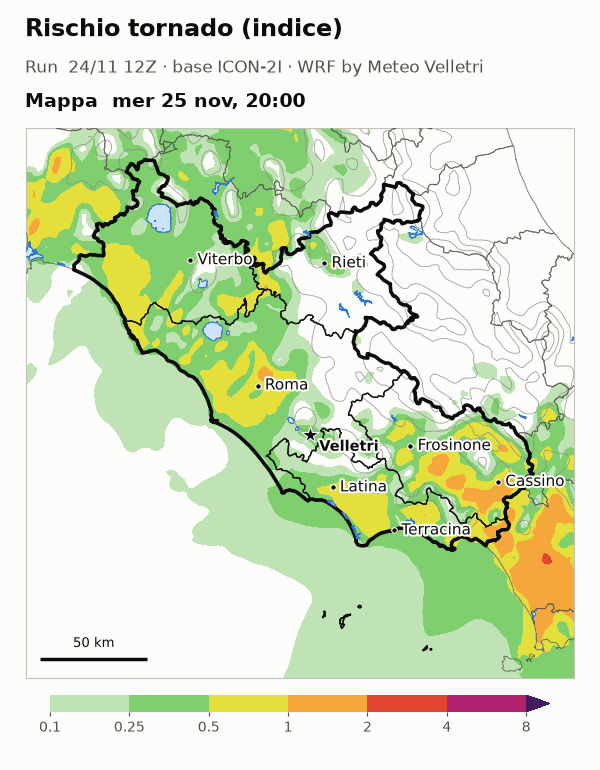 Rischio tornado (indice)
Run  24/11 12Z · base ICON-2I · WRF by Meteo Velletri
Mappa  mer 25 nov, 20:00
Viterbo
Rieti
Roma
Velletri
Frosinone
Cassino
Latina
Terracina
50 km
0.1 0.25 0.5 1 2 4 8